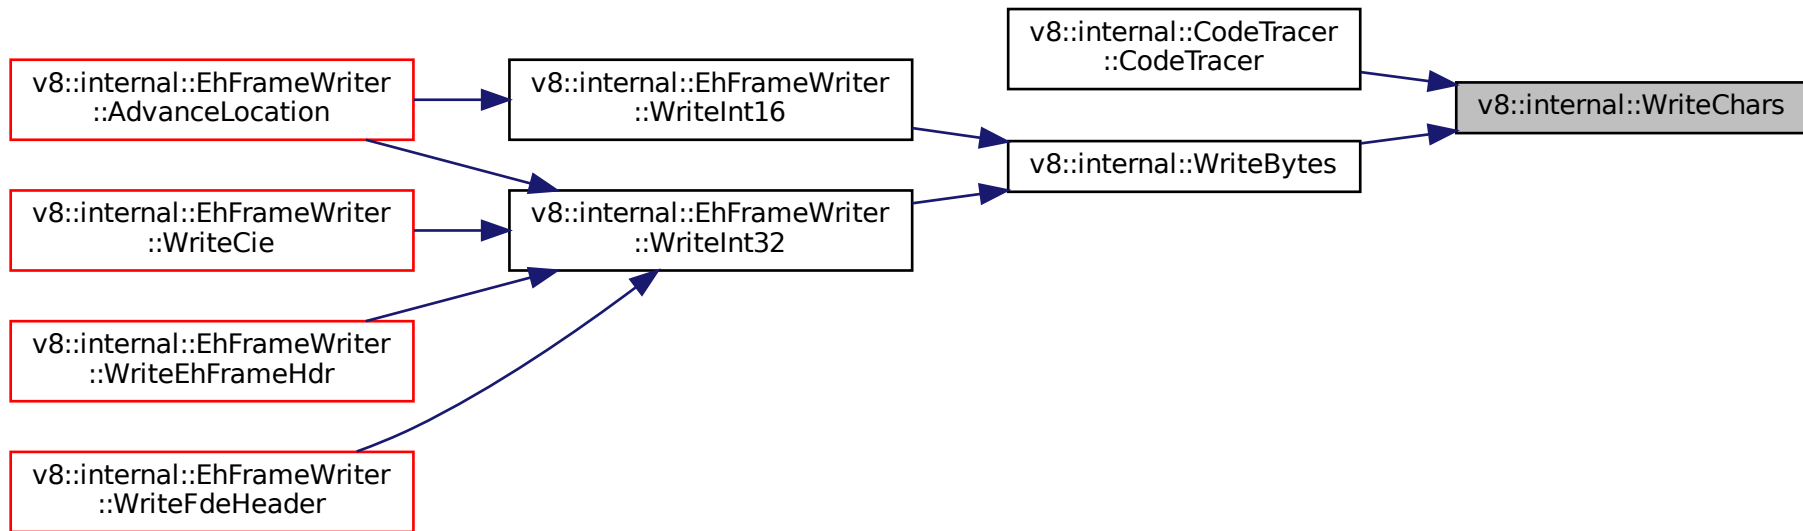 v8::internal::EhFrameWriter
::AdvanceLocation
v8::internal::EhFrameWriter
::WriteCie
v8::internal::EhFrameWriter
::WriteEhFrameHdr
v8::internal::EhFrameWriter
::WriteFdeHeader
v8::internal::EhFrameWriter
::WriteInt16
v8::internal::EhFrameWriter
::WriteInt32
v8::internal::CodeTracer
::CodeTracer
v8::internal::WriteBytes
v8::internal::WriteChars